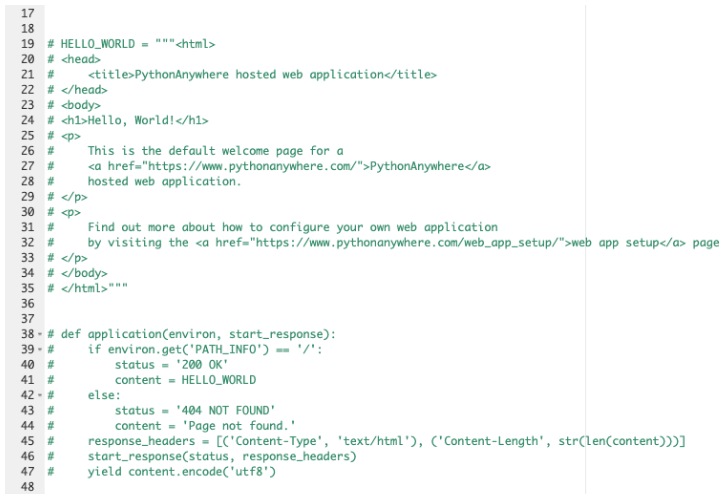 17
18
19 # HELLO_WORLD = """<html>
20 # <head>
21 #     <title>PythonAnywhere hosted web application</title>
22 # </head>
23 # <body>
24 # <h1>Hello, World!</h1>
25 # <p>
26 #     This is the default welcome page for a
27 #     <a href="https://www.pythonanywhere.com/">PythonAnywhere</a>
28 #     hosted web application.
29 # </p>
30 # <p>
31 #     Find out more about how to configure your own web application
32 #     by visiting the <a href="https://www.pythonanywhere.com/web_app_setup/">web app setup</a> page
33 # </p>
34 # </body>
35 # </html>"""
36
37
38 # def application(environ, start_response):
39 #     if environ.get('PATH_INFO') == '/':
40 #         status = '200 OK'
41 #         content = HELLO_WORLD
42 #     else:
43 #         status = '404 NOT FOUND'
44 #         content = 'Page not found.'
45 #     response_headers = [('Content-Type', 'text/html'), ('Content-Length', str(len(content)))]
46 #     start_response(status, response_headers)
47 #     yield content.encode('utf8')
48